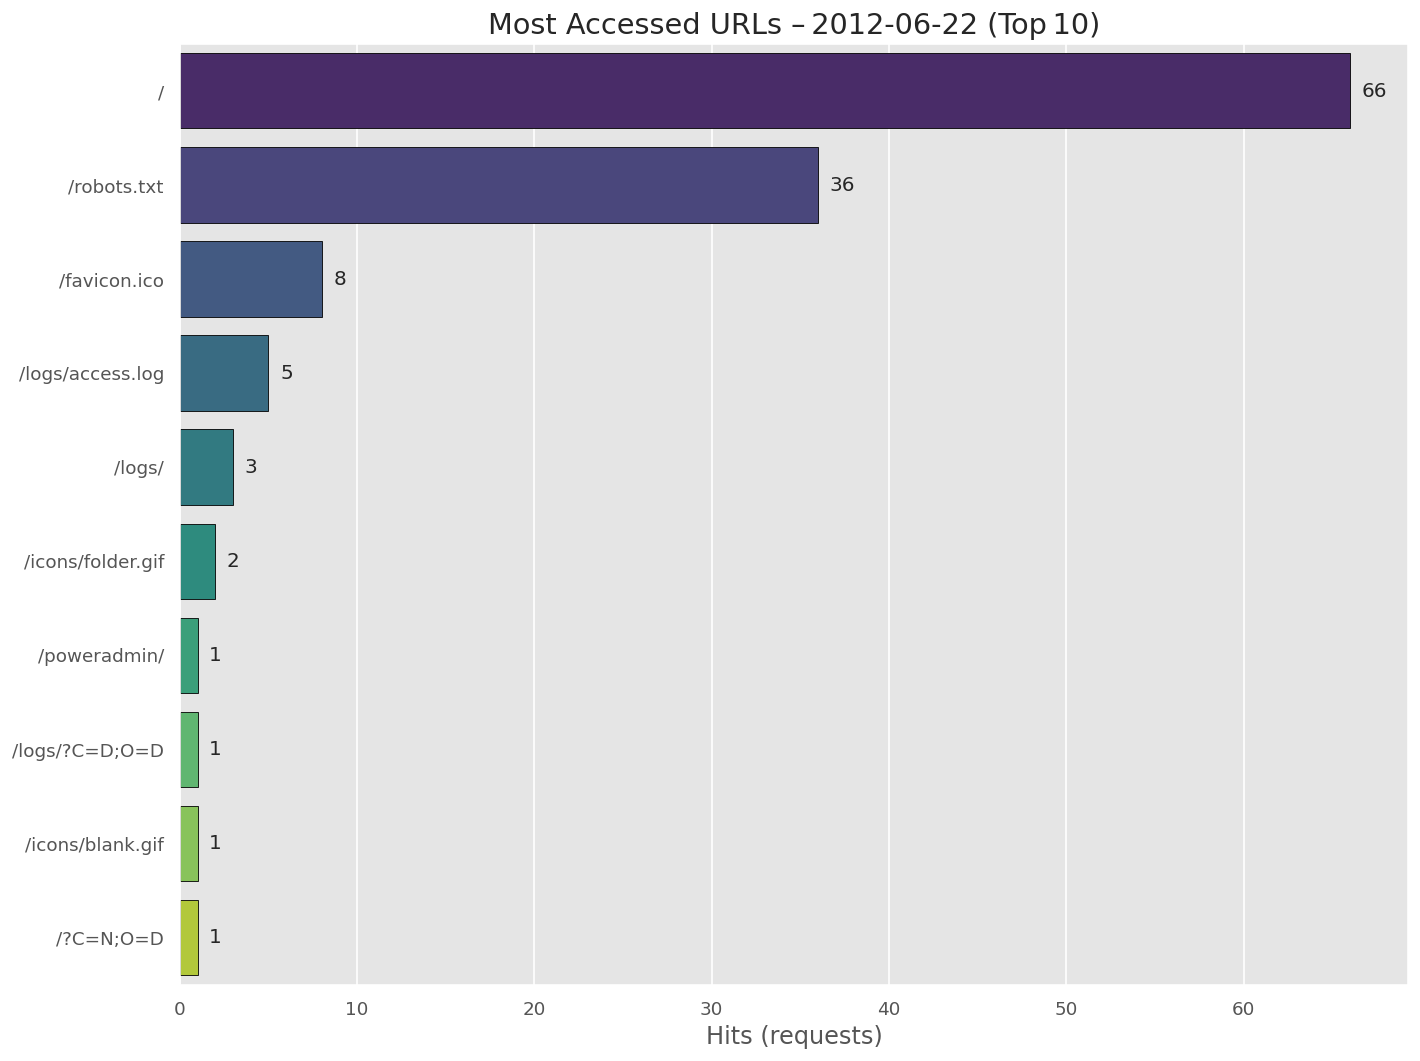 Most Accessed URLs – 2012-06-22 (Top 10)
/ 66
/robots.txt 36
/favicon.ico 8
/logs/access.log 5
/logs/ 3
/icons/folder.gif 2
/poweradmin/ 1
/logs/?C=D;O=D 1
/icons/blank.gif 1
/?C=N;O=D 1
0 10 20 30 40 50 60
Hits (requests)